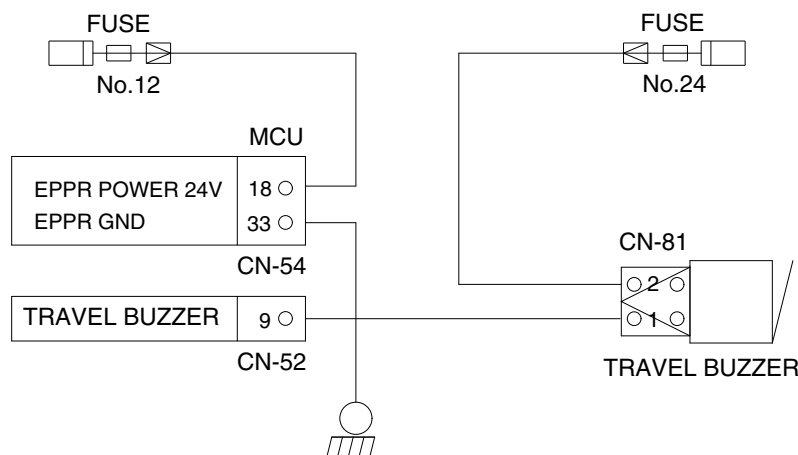 FUSE
No.12
FUSE
No.24
MCU
EPPR POWER 24V 18
EPPR GND 33
CN-54
TRAVEL BUZZER 9
CN-52
CN-81
2
1
TRAVEL BUZZER